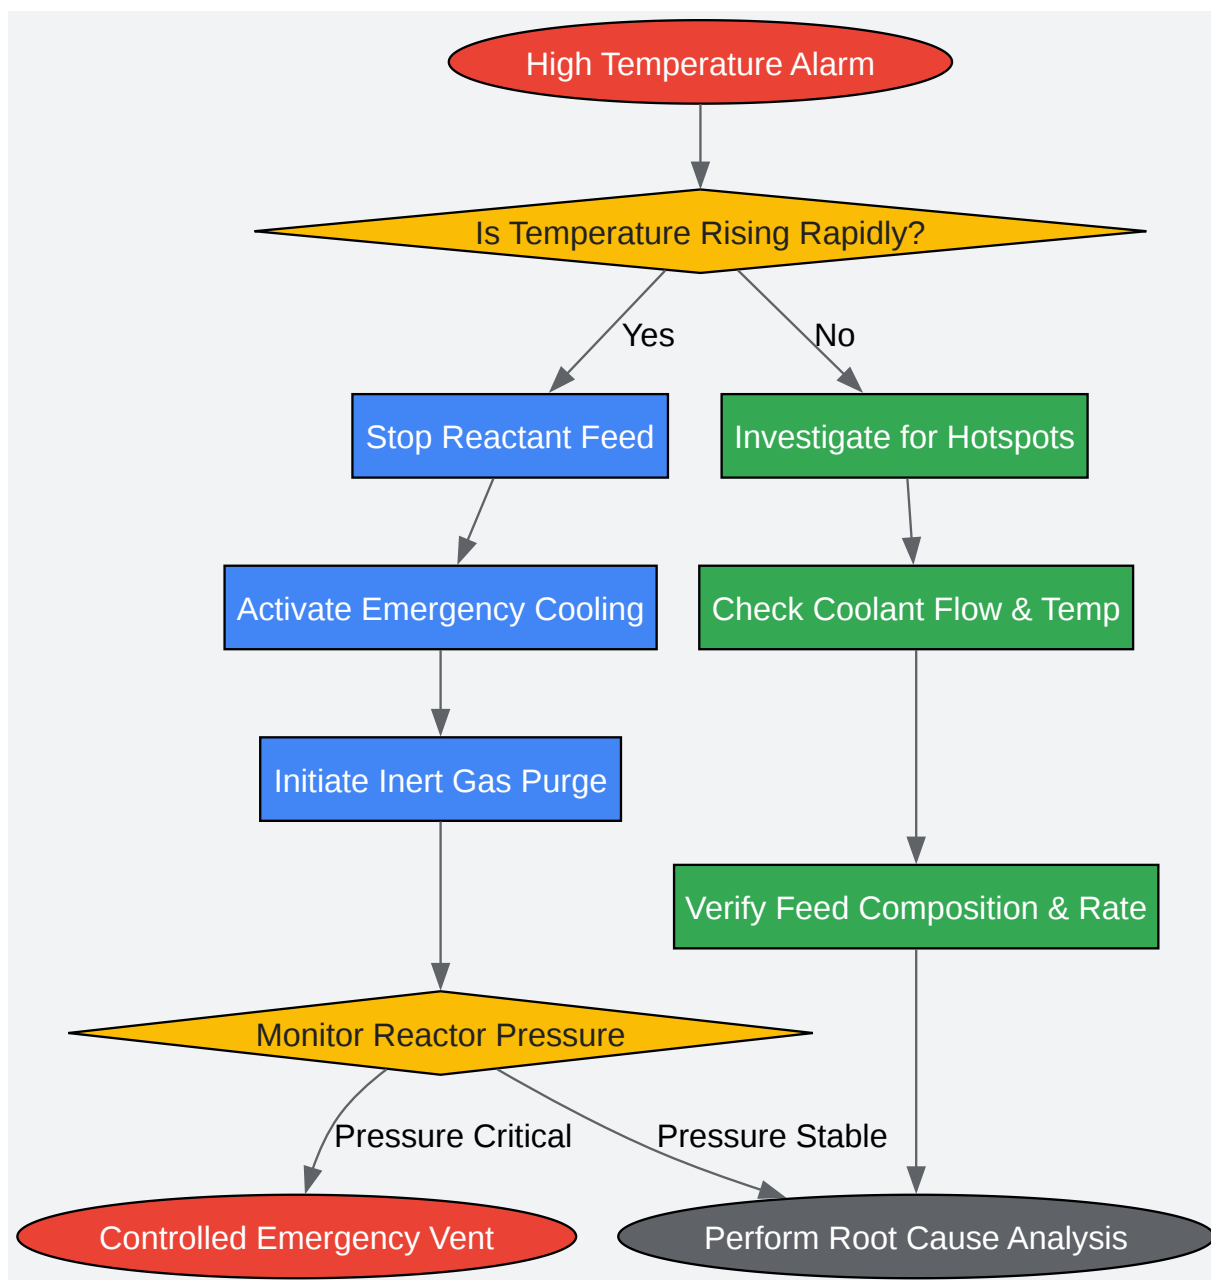 High Temperature Alarm
Is Temperature Rising Rapidly?
Yes
No
Stop Reactant Feed
Investigate for Hotspots
Activate Emergency Cooling
Check Coolant Flow & Temp
Initiate Inert Gas Purge
Verify Feed Composition & Rate
Monitor Reactor Pressure
Pressure Critical
Pressure Stable
Controlled Emergency Vent
Perform Root Cause Analysis